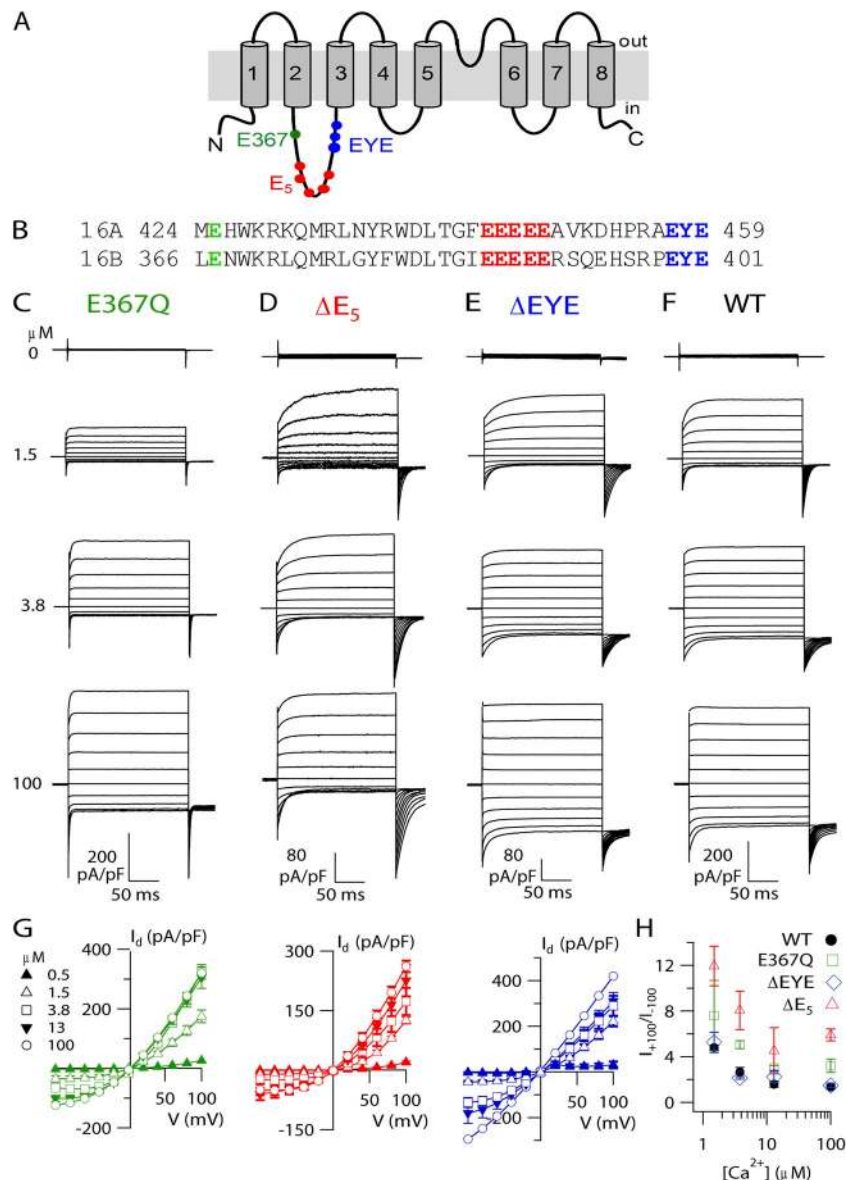 A
out
1 2 3 4 5 6 7 8
in
N
E367
EYE
C
E5
B
16A 424 MEHWKRKQMRLNYRWDLTGFEEEEEAVKDHPRAEYE 459
16B 366 LENWKRLQMRLGYFWDLTGIEEEEERSQEHSRPEYE 401
C E367Q D ΔE5 E ΔEYE F WT
μM
0
1.5
3.8
100
200 pA/pF 50 ms
80 pA/pF 50 ms
80 pA/pF 50 ms
200 pA/pF 50 ms
G
Id (pA/pF)
μM
0.5
1.5
3.8
13
100
400
200
-200
50 100
V (mV)
Id (pA/pF)
300
150
-150
50 100
V (mV)
Id (pA/pF)
400
200
50 100
V (mV)
H
WT
E367Q
ΔEYE
ΔE5
I+100/I-100
12
8
4
0
1 10 100
[Ca2+] (μM)